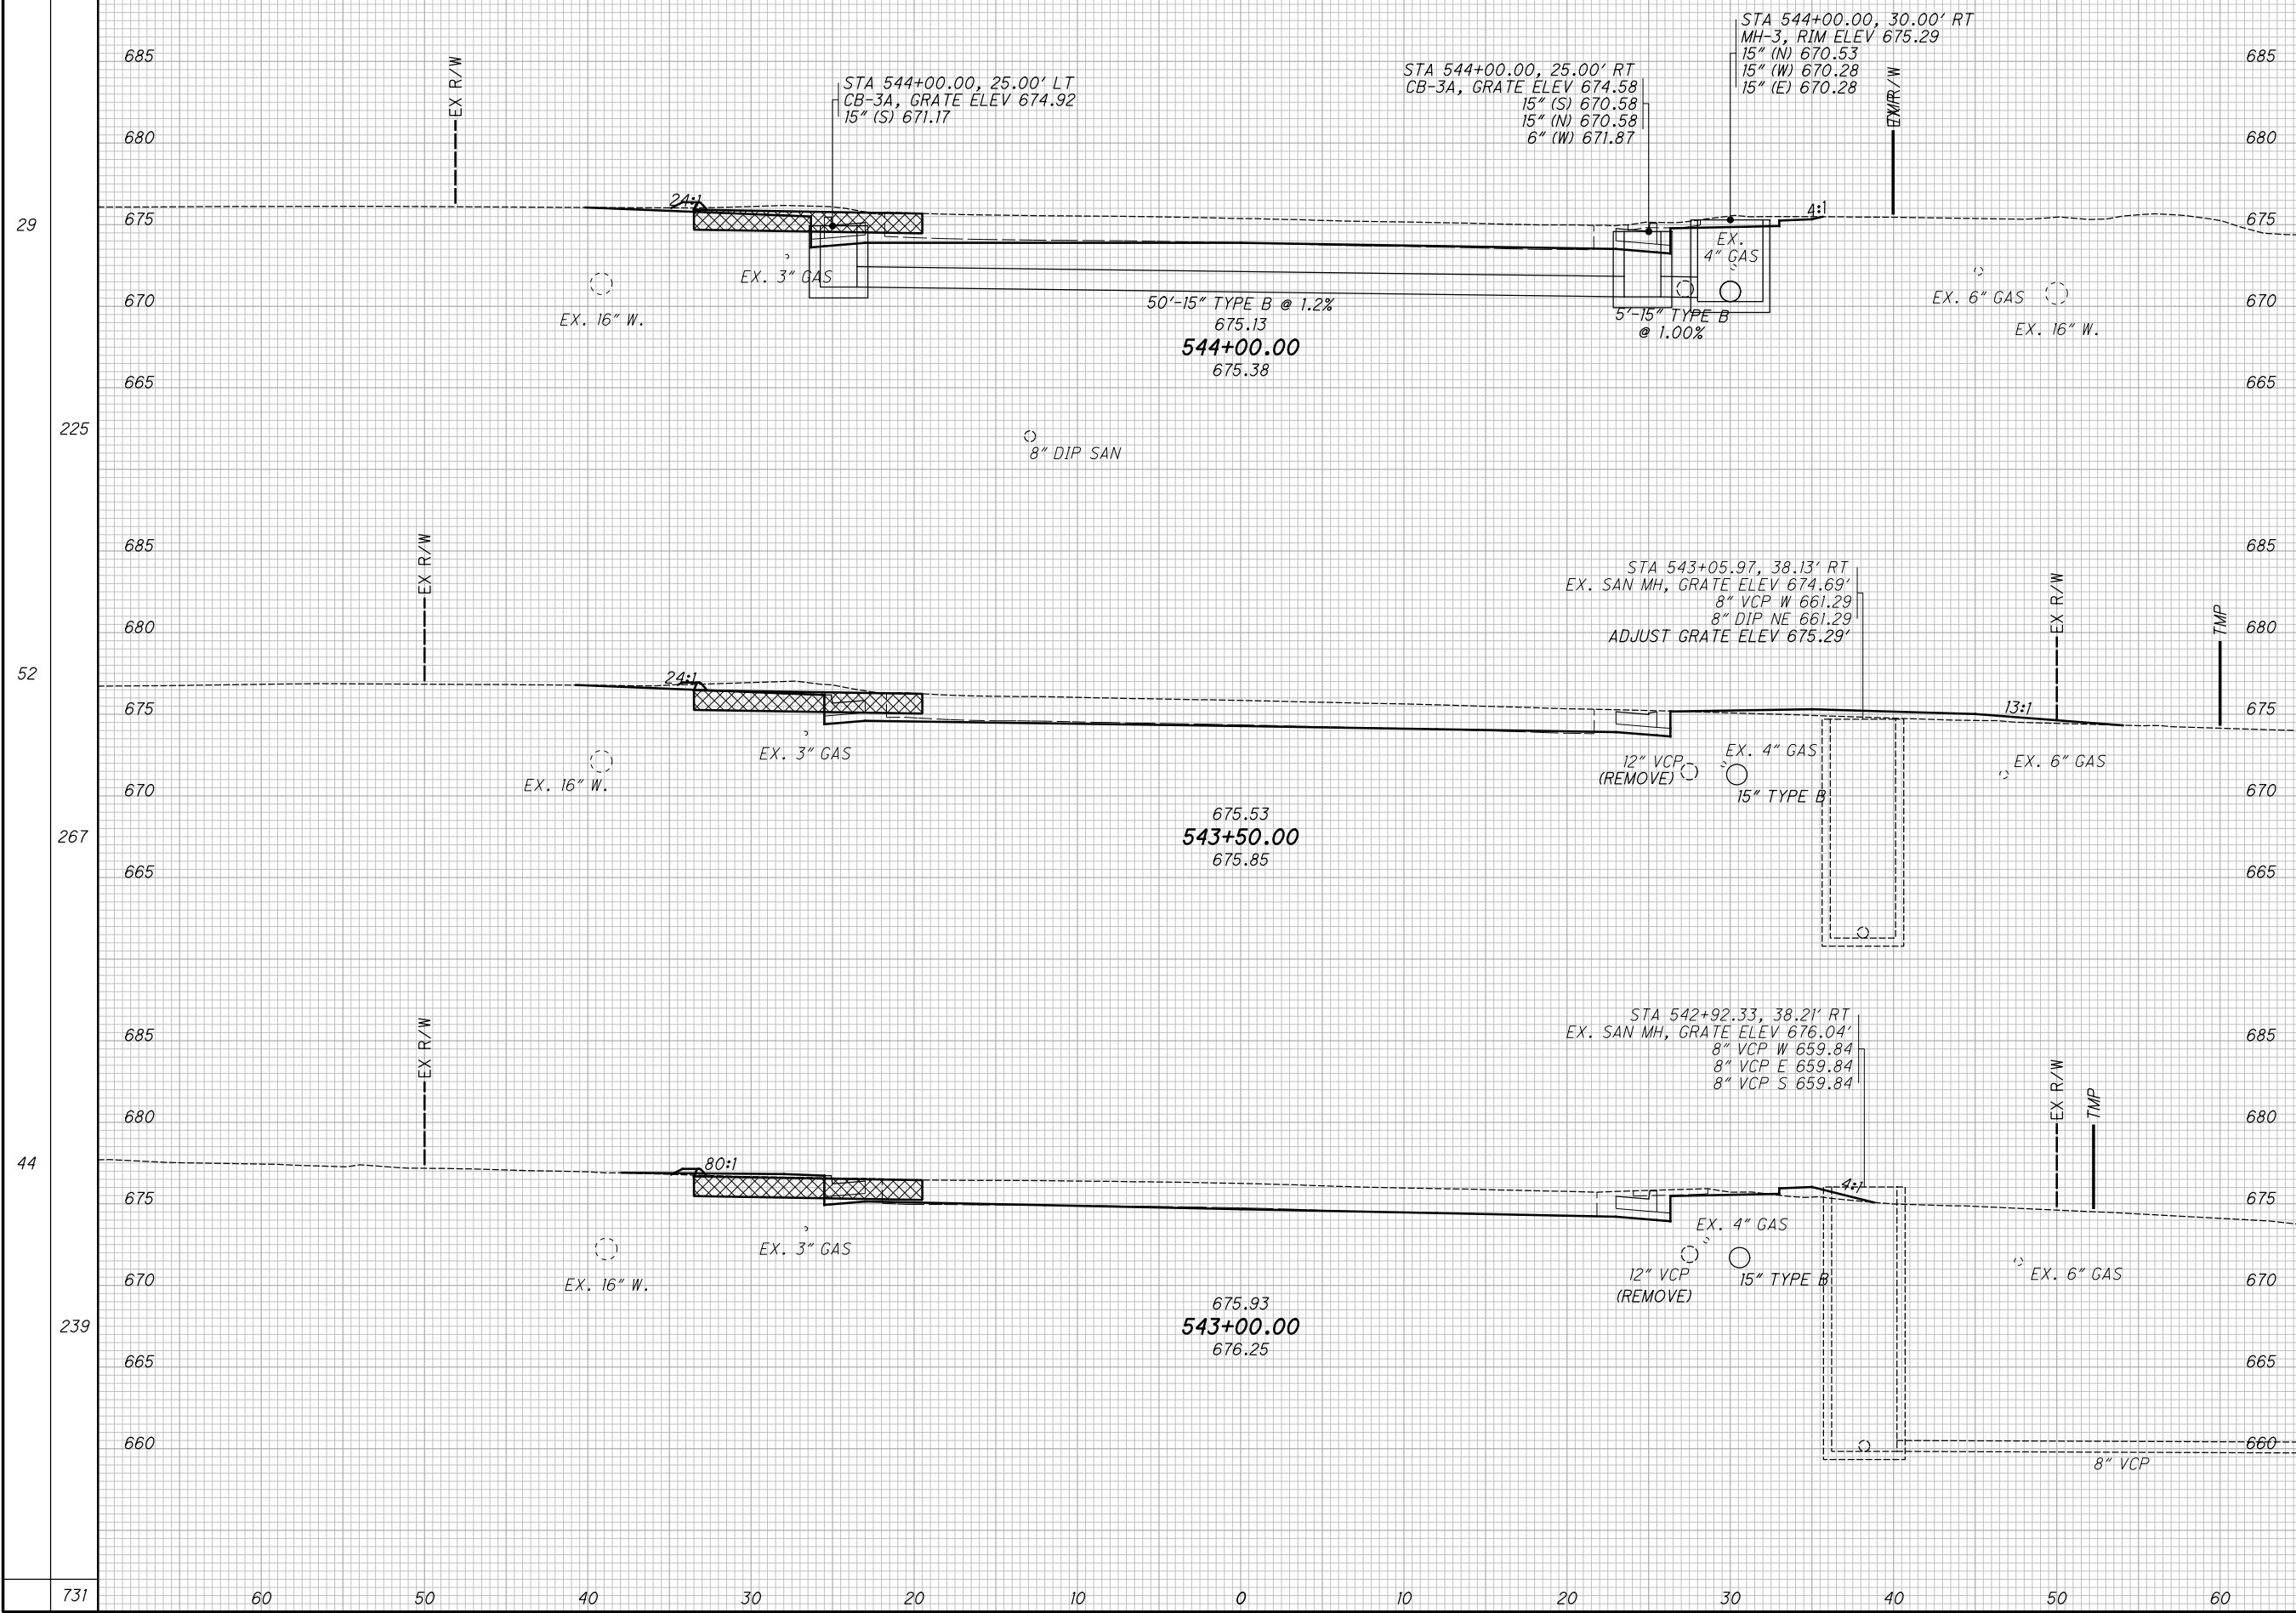 STA 544+00.00, 30.00' RT
MH-3, RIM ELEV 675.29
15" (N) 670.53
15" (W) 670.28
15" (E) 670.28
STA 544+00.00, 25.00' RT
CB-3A, GRATE ELEV 674.58
15" (S) 670.58
15" (N) 670.58
6" (W) 671.87
STA 544+00.00, 25.00' LT
CB-3A, GRATE ELEV 674.92
15" (S) 671.17
EX R/W
EX R/W
TMP
685
685
680
680
675
675
670
670
665
665
29
225
24:1
4:1
EX. 16" W.
EX. 3" GAS
EX.
4" GAS
EX. 6" GAS
EX. 16" W.
50'-15" TYPE B @ 1.2%
5'-15" TYPE B
@ 1.00%
675.13
544+00.00
675.38
8" DIP SAN
EX R/W
EX R/W
TMP
STA 543+05.97, 38.13' RT
EX. SAN MH, GRATE ELEV 674.69'
8" VCP W 661.29
8" DIP NE 661.29
ADJUST GRATE ELEV 675.29'
685
685
680
680
675
675
670
670
665
665
52
267
24:1
13:1
EX. 16" W.
EX. 3" GAS
12" VCP
(REMOVE)
EX. 4" GAS
15" TYPE B
EX. 6" GAS
675.53
543+50.00
675.85
EX R/W
EX R/W
TMP
STA 542+92.33, 38.21' RT
EX. SAN MH, GRATE ELEV 676.04'
8" VCP W 659.84
8" VCP E 659.84
8" VCP S 659.84
685
685
680
680
675
675
670
670
665
665
660
660
44
239
80:1
4:1
EX. 16" W.
EX. 3" GAS
EX. 4" GAS
12" VCP
(REMOVE)
15" TYPE B
EX. 6" GAS
675.93
543+00.00
676.25
8" VCP
731
60 50 40 30 20 10 0 10 20 30 40 50 60